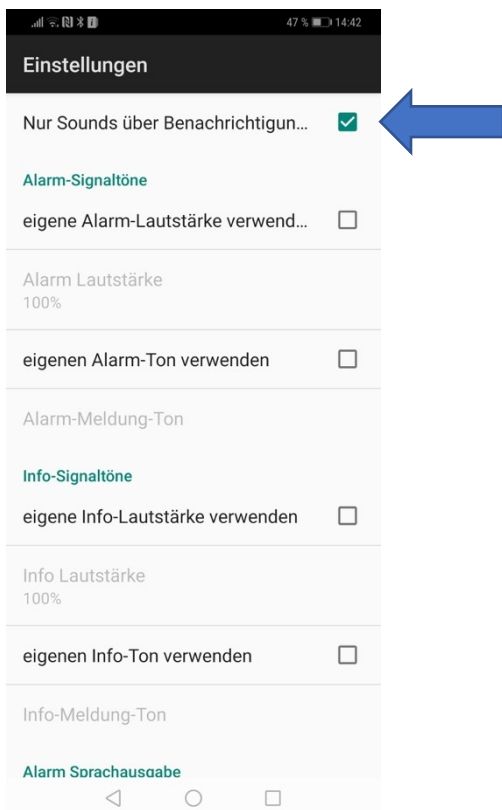 47 % 14:42
Einstellungen
Nur Sounds über Benachrichtigun...
Alarm-Signaltöne
eigene Alarm-Lautstärke verwend...
Alarm Lautstärke
100%
eigenen Alarm-Ton verwenden
Alarm-Meldung-Ton
Info-Signaltöne
eigene Info-Lautstärke verwenden
Info Lautstärke
100%
eigenen Info-Ton verwenden
Info-Meldung-Ton
Alarm Sprachausgabe